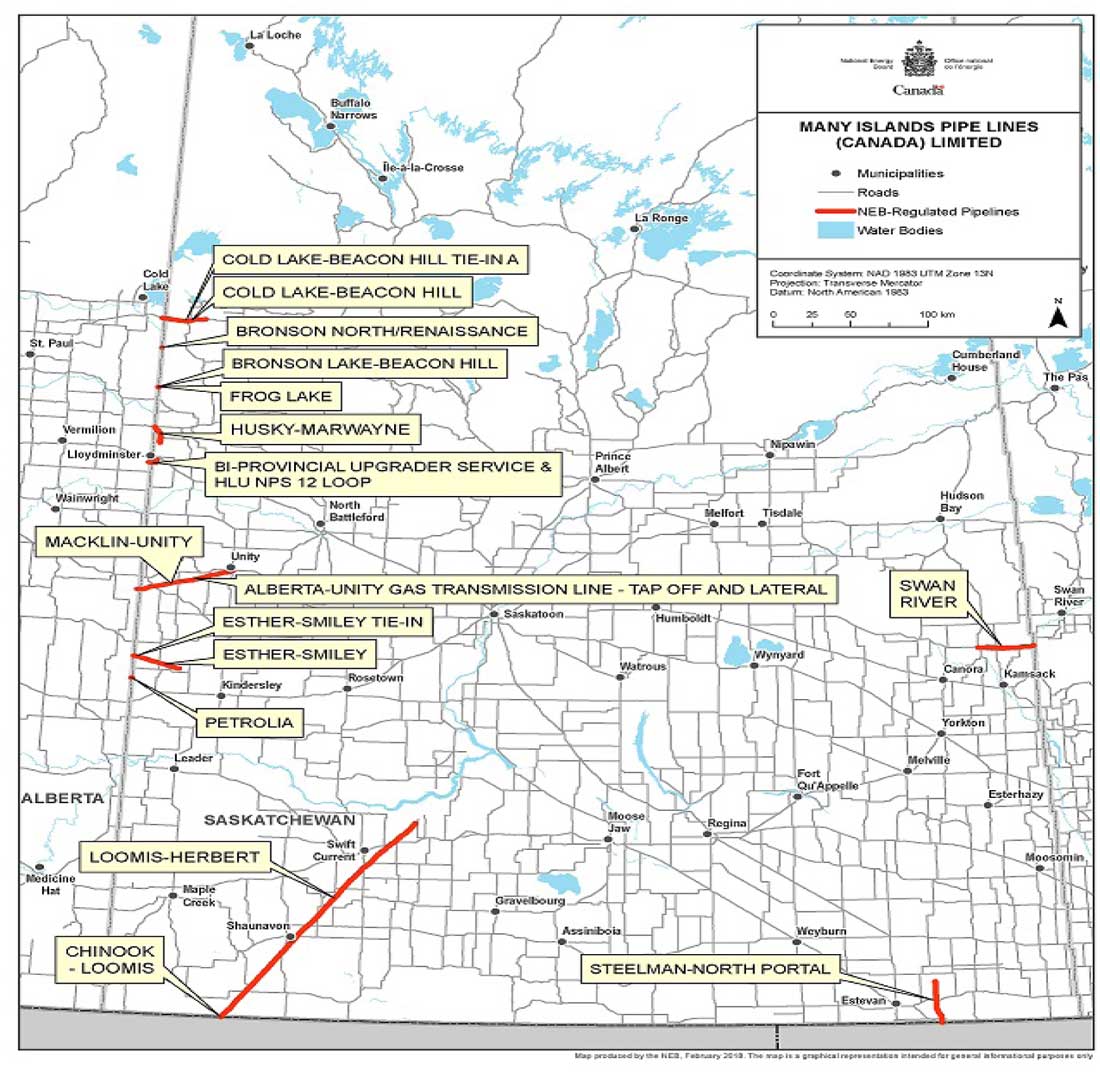 La Loche
Buffalo
Narrows
Île-à-la-Crosse
La Ronge
National Energy
Board
Office national
de l'énergie
Canada
MANY ISLANDS PIPE LINES
(CANADA) LIMITED
Municipalities
Roads
NEB-Regulated Pipelines
Water Bodies
Coordinate System: NAD 1983 UTM Zone 13N
Projection: Transverse Mercator
Datum: North American 1983
0 25 50 100 km
N
y
COLD LAKE-BEACON HILL TIE-IN A
Cold
Lake
COLD LAKE-BEACON HILL
BRONSON NORTH/RENAISSANCE
St. Paul
BRONSON LAKE-BEACON HILL
Cumberland
House
The Pas
FROG LAKE
Vermilion
HUSKY-MARWAYNE
Lloydminster
Nipawin
BI-PROVINCIAL UPGRADER SERVICE &
HLU NPS 12 LOOP
Prince
Albert
Wainwright
North
Battleford
Melfort
Tisdale
Hudson
Bay
MACKLIN-UNITY
Unity
ALBERTA-UNITY GAS TRANSMISSION LINE - TAP OFF AND LATERAL
SWAN
RIVER
Swan
River
ESTHER-SMILEY TIE-IN
Saskatoon
Humboldt
ESTHER-SMILEY
Watrous
Wynyard
Canora
Kamsack
Kindersley
Rosetown
PETROLIA
Yorkton
Leader
Melville
Fort
Qu'Appelle
ALBERTA
Esterhazy
SASKATCHEWAN
Moose
Jaw
Regina
Swift
Current
LOOMIS-HERBERT
Moosomin
Medicine
Hat
Maple
Creek
Gravelbourg
Shaunavon
Assiniboia
Weyburn
CHINOOK
- LOOMIS
STEELMAN-NORTH PORTAL
Estevan
Map produced by the NEB, February 2018. The map is a graphical representation intended for general informational purposes only